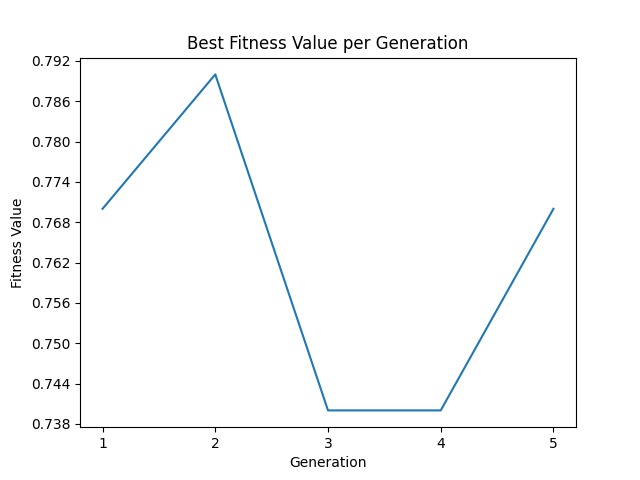 Best Fitness Value per Generation
0.792
0.786
0.780
0.774
0.768
0.762
0.756
0.750
0.744
0.738
Fitness Value
1 2 3 4 5
Generation